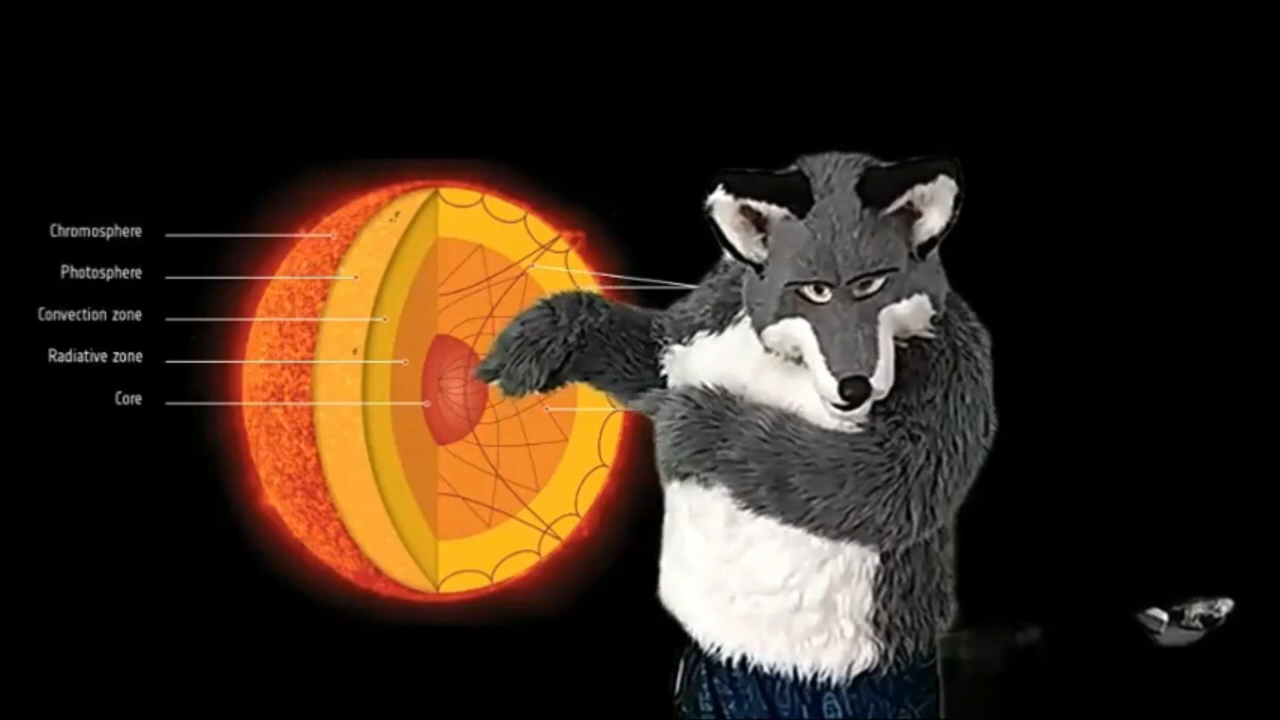 Chromosphere
Photosphere
Convection zone
Radiative zone
Core